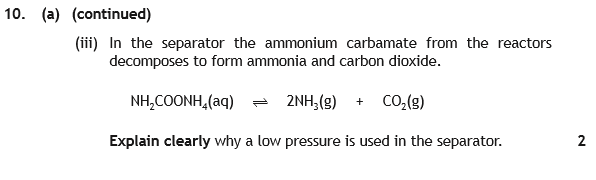 10. (a) (continued)
(iii) In the separator the ammonium carbamate from the reactors
decomposes to form ammonia and carbon dioxide.
NH₂COONH₄(aq) ⇌ 2NH₃(g) + CO₂(g)
Explain clearly why a low pressure is used in the separator. 2